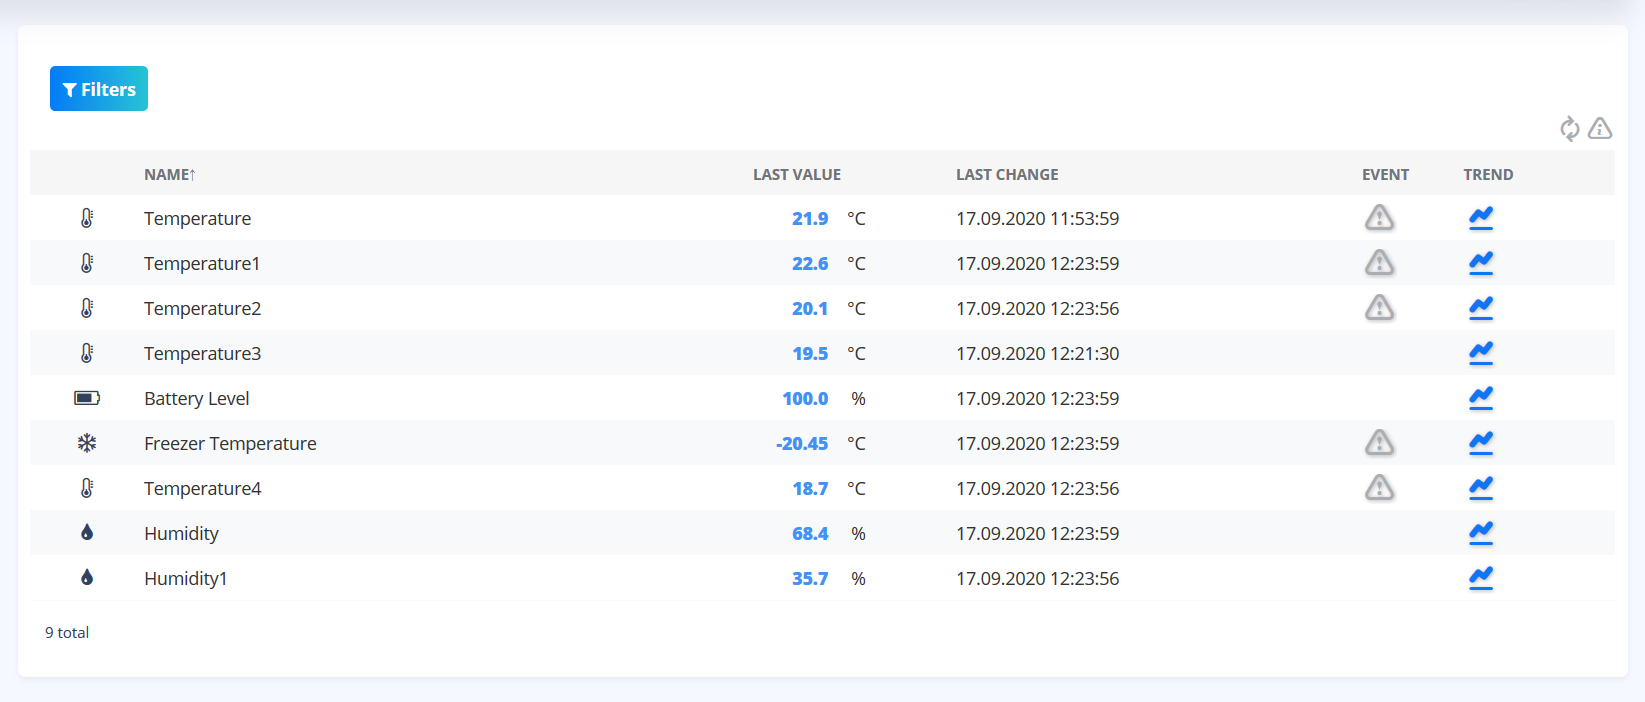 Filters
NAME↑ LAST VALUE LAST CHANGE EVENT TREND
Temperature 21.9 °C 17.09.2020 11:53:59
Temperature1 22.6 °C 17.09.2020 12:23:59
Temperature2 20.1 °C 17.09.2020 12:23:56
Temperature3 19.5 °C 17.09.2020 12:21:30
Battery Level 100.0 % 17.09.2020 12:23:59
Freezer Temperature -20.45 °C 17.09.2020 12:23:59
Temperature4 18.7 °C 17.09.2020 12:23:56
Humidity 68.4 % 17.09.2020 12:23:59
Humidity1 35.7 % 17.09.2020 12:23:56
9 total